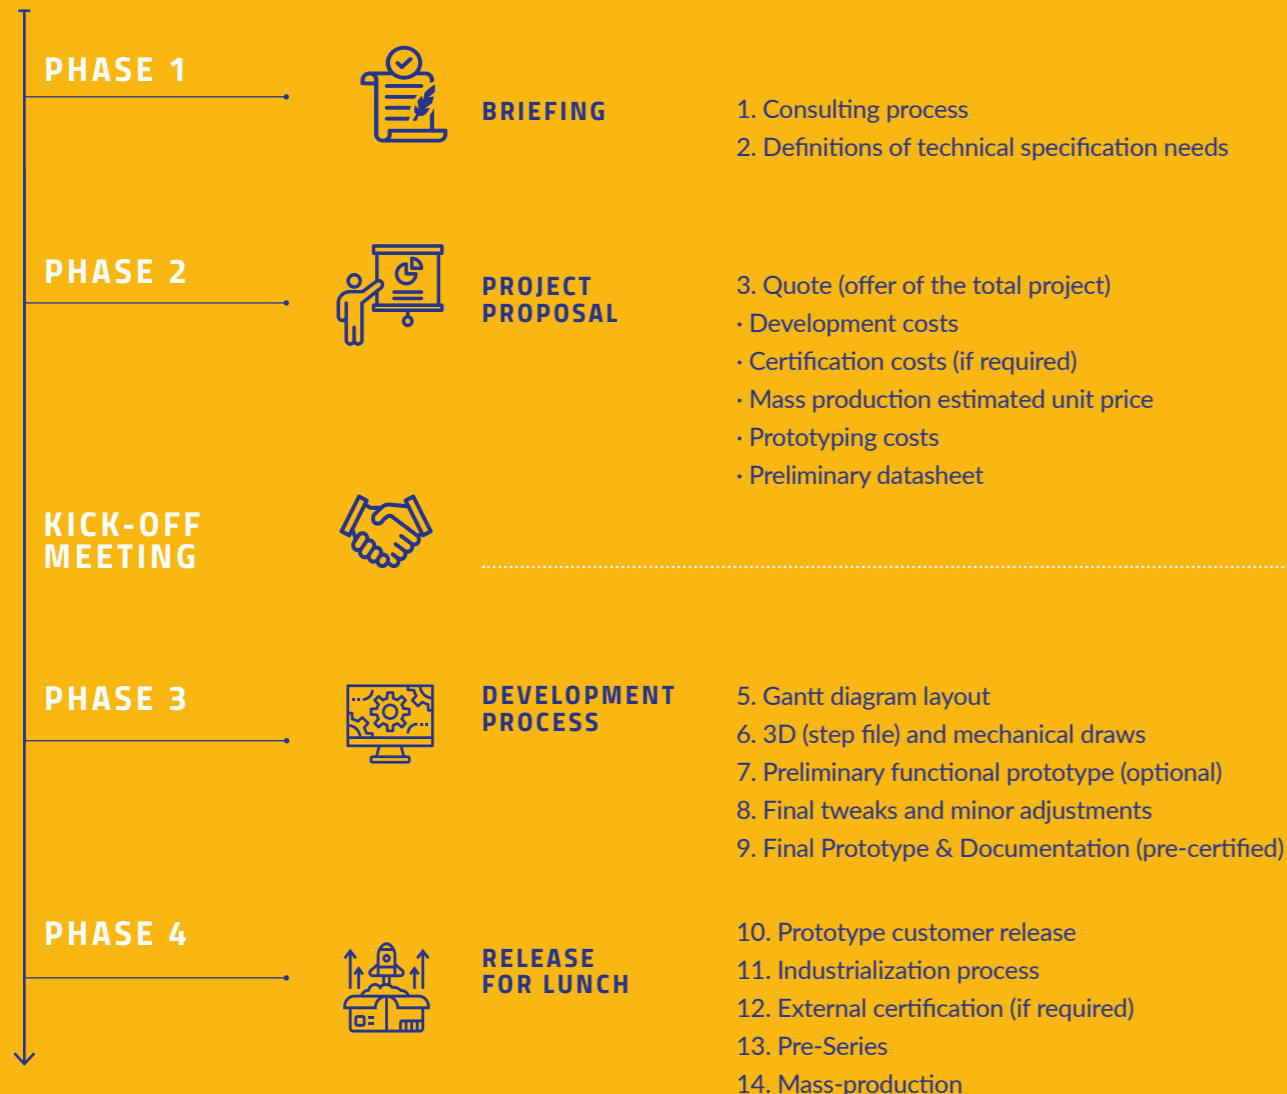 PHASE 1
BRIEFING
1. Consulting process
2. Definitions of technical specification needs
PHASE 2
PROJECT
PROPOSAL
3. Quote (offer of the total project)
· Development costs
· Certification costs (if required)
· Mass production estimated unit price
· Prototyping costs
· Preliminary datasheet
KICK-OFF
MEETING
PHASE 3
DEVELOPMENT
PROCESS
5. Gantt diagram layout
6. 3D (step file) and mechanical draws
7. Preliminary functional prototype (optional)
8. Final tweaks and minor adjustments
9. Final Prototype & Documentation (pre-certified)
PHASE 4
RELEASE
FOR LUNCH
10. Prototype customer release
11. Industrialization process
12. External certification (if required)
13. Pre-Series
14. Mass-production